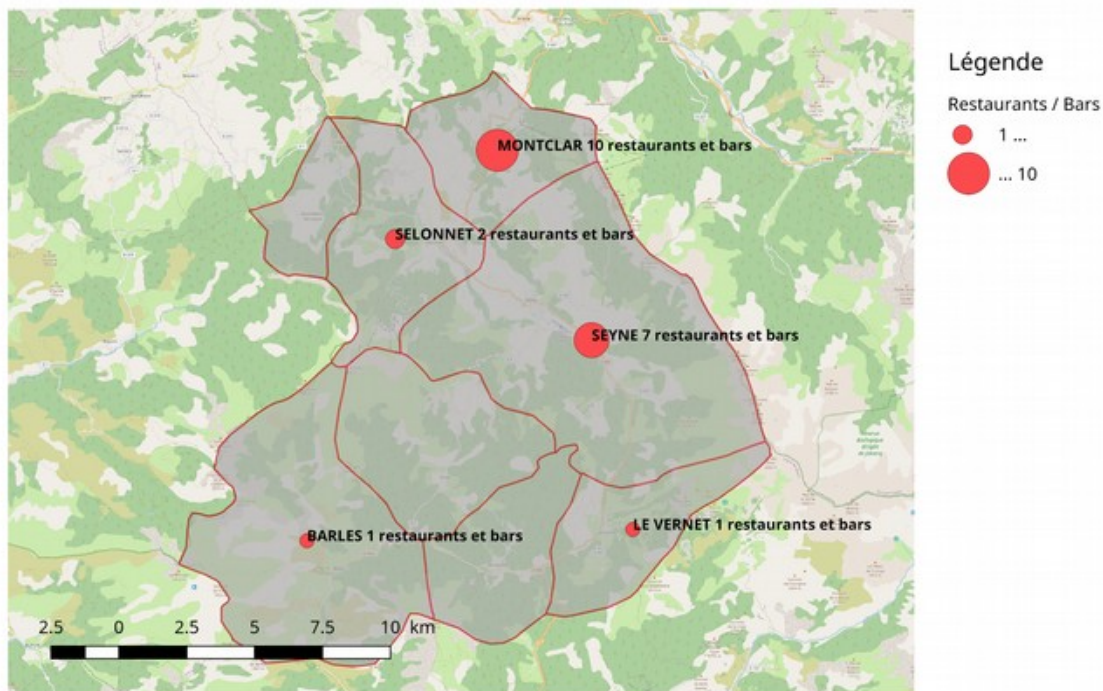 Légende
Restaurants / Bars
1 ...
... 10
MONTCLAR 10 restaurants et bars
SELONNET 2 restaurants et bars
SEYNE 7 restaurants et bars
LE VERNET 1 restaurants et bars
BARLES 1 restaurants et bars
2.5 0 2.5 5 7.5 10 km